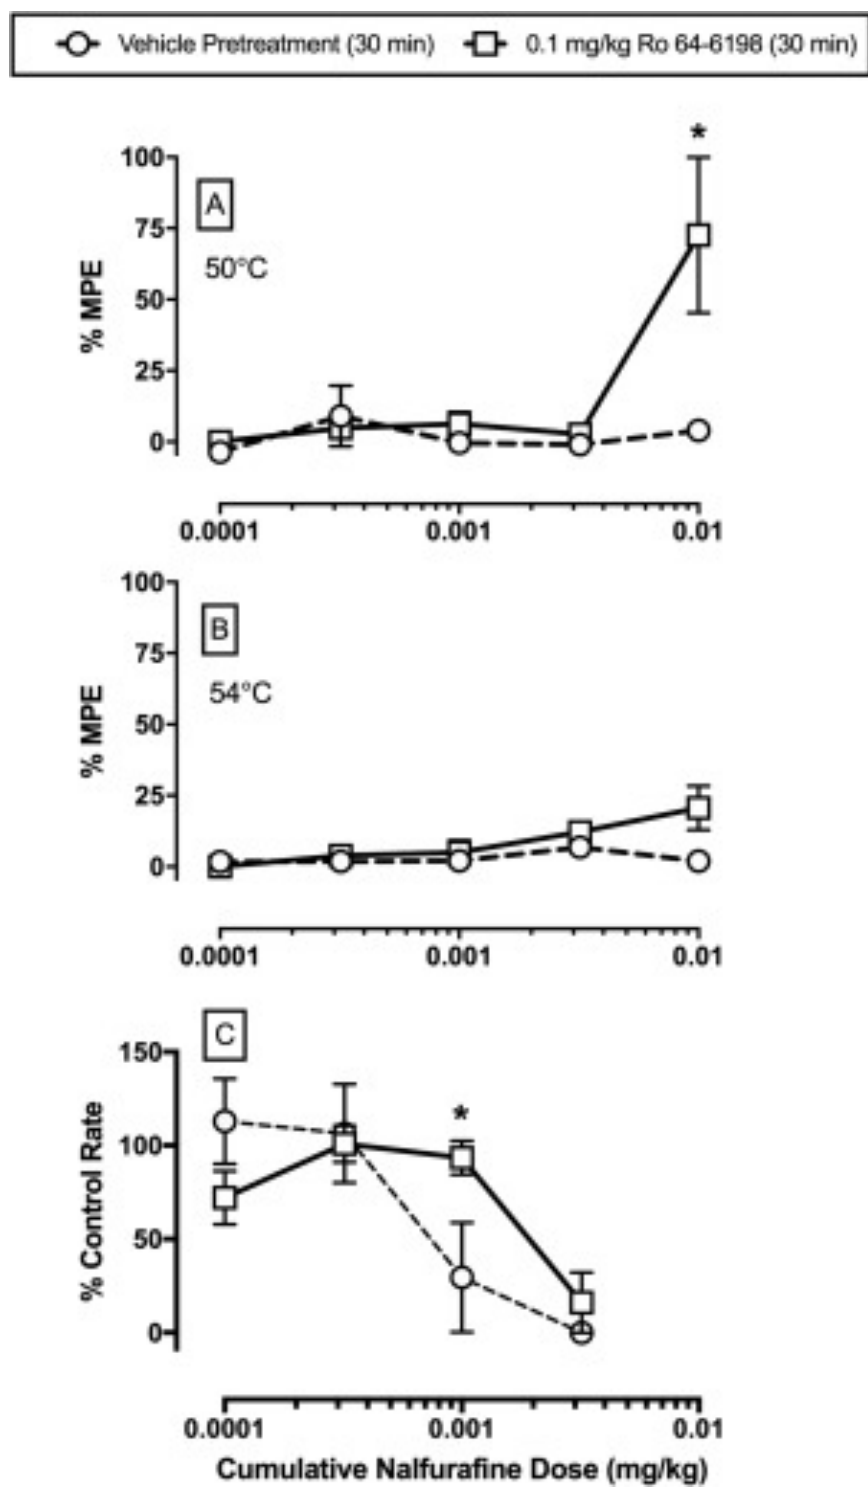 Vehicle Pretreatment (30 min) 0.1 mg/kg Ro 64-6198 (30 min)
*
100
A
75
50°C
% MPE
50
25
0
0.0001 0.001 0.01
100
B
75
54°C
% MPE
50
25
0
0.0001 0.001 0.01
C
150
*
100
% Control Rate
50
0
0.0001 0.001 0.01
Cumulative Nalfurafine Dose (mg/kg)